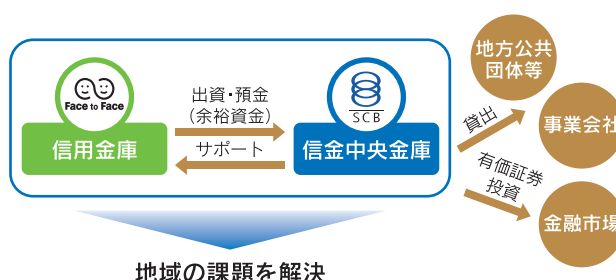 Face to Face
信用金庫
出資・預金
(余裕資金)
サポート
SCB
信金中央金庫
貸出
有価証券
投資
地方公共
団体等
事業会社
金融市場
地域の課題を解決